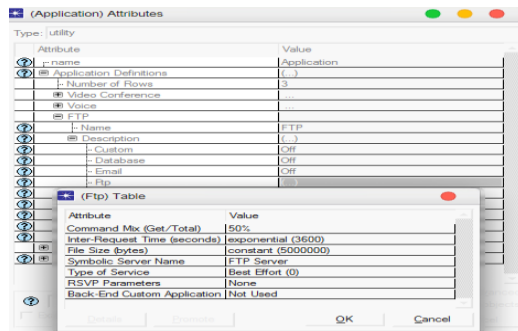 (Application) Attributes
Type: utility
Attribute Value
name Application
Application Definitions (...)
Number of Rows 3
Video Conference ...
Voice ...
FTP
Name FTP
Description (...)
Custom Off
Database Off
Email Off
Ftp (...)
(Ftp) Table
Attribute Value
Command Mix (Get/Total) 50%
Inter-Request Time (seconds) exponential (3600)
File Size (bytes) constant (5000000)
Symbolic Server Name FTP Server
Type of Service Best Effort (0)
RSVP Parameters None
Back-End Custom Application Not Used
Details Promote OK Cancel